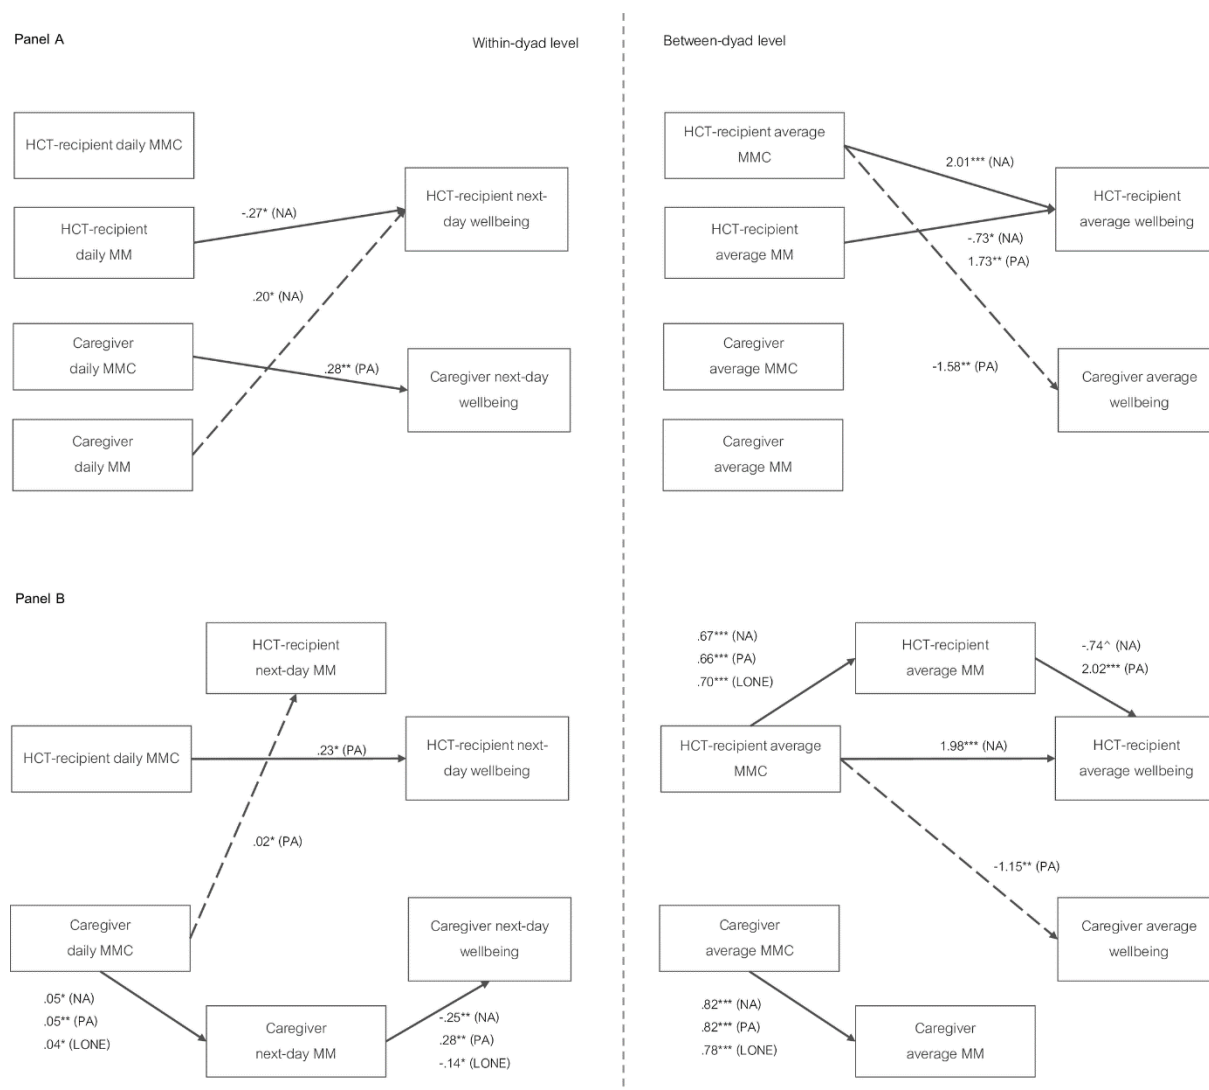 Panel A
Within-dyad level
Between-dyad level
HCT-recipient daily MMC
HCT-recipient
daily MM
Caregiver
daily MMC
Caregiver
daily MM
-.27* (NA)
.20* (NA)
.28** (PA)
HCT-recipient next-
day wellbeing
Caregiver next-day
wellbeing
HCT-recipient average
MMC
HCT-recipient
average MM
Caregiver
average MMC
Caregiver
average MM
2.01*** (NA)
-.73* (NA)
1.73** (PA)
-1.58** (PA)
HCT-recipient
average wellbeing
Caregiver average
wellbeing
Panel B
HCT-recipient
next-day MM
HCT-recipient daily MMC
.23* (PA)
HCT-recipient next-
day wellbeing
.02* (PA)
Caregiver
daily MMC
Caregiver next-day
wellbeing
.05* (NA)
.05** (PA)
.04* (LONE)
Caregiver
next-day MM
-.25** (NA)
.28** (PA)
-.14* (LONE)
.67*** (NA)
.66*** (PA)
.70*** (LONE)
HCT-recipient
average MM
-.74^ (NA)
2.02*** (PA)
HCT-recipient average
MMC
1.98*** (NA)
HCT-recipient
average wellbeing
-1.15** (PA)
Caregiver
average MMC
Caregiver average
wellbeing
.82*** (NA)
.82*** (PA)
.78*** (LONE)
Caregiver
average MM